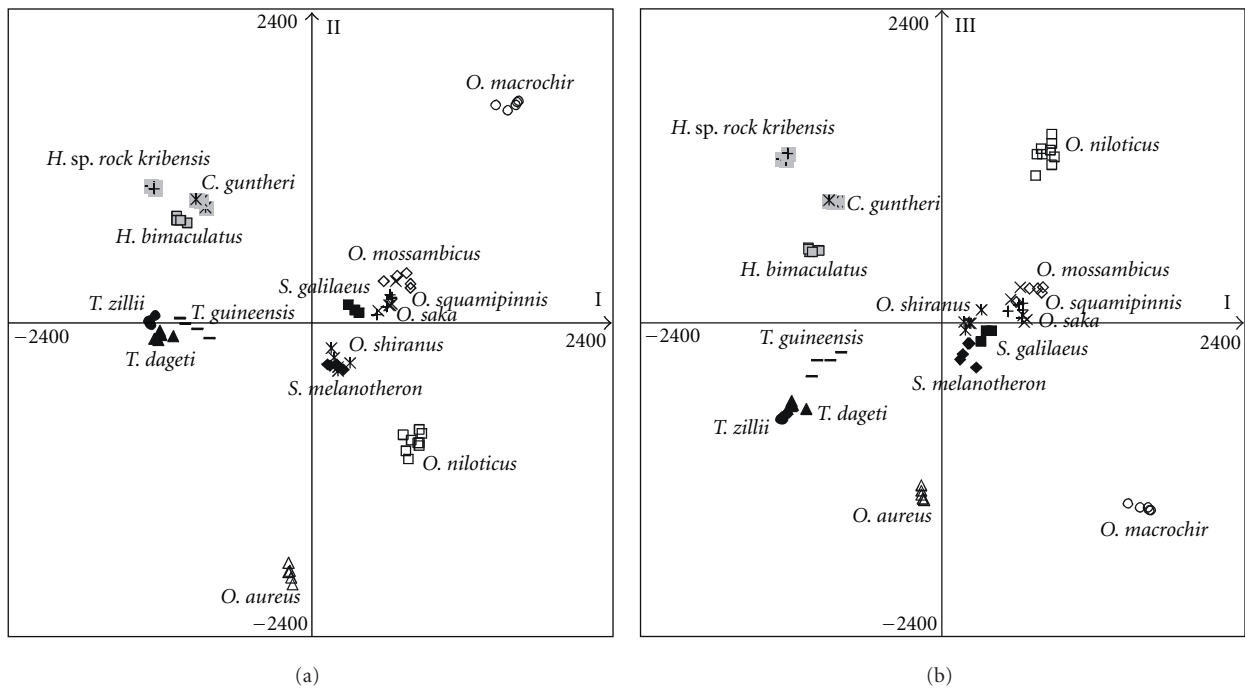 2400
II
O. macrochir
H. sp. rock kribensis
C. guntheri
H. bimaculatus
O. mossambicus
S. galilaeus
I
T. zillii
T. guineensis
O. squamipinnis
O. saka
−2400
2400
T. dageti
O. shiranus
S. melanotheron
O. niloticus
O. aureus
−2400
(a)
2400
III
H. sp. rock kribensis
O. niloticus
C. guntheri
H. bimaculatus
O. mossambicus
O. shiranus
O. squamipinnis
I
O. saka
−2400
2400
T. guineensis
S. galilaeus
S. melanotheron
T. zillii
T. dageti
O. aureus
O. macrochir
−2400
(b)